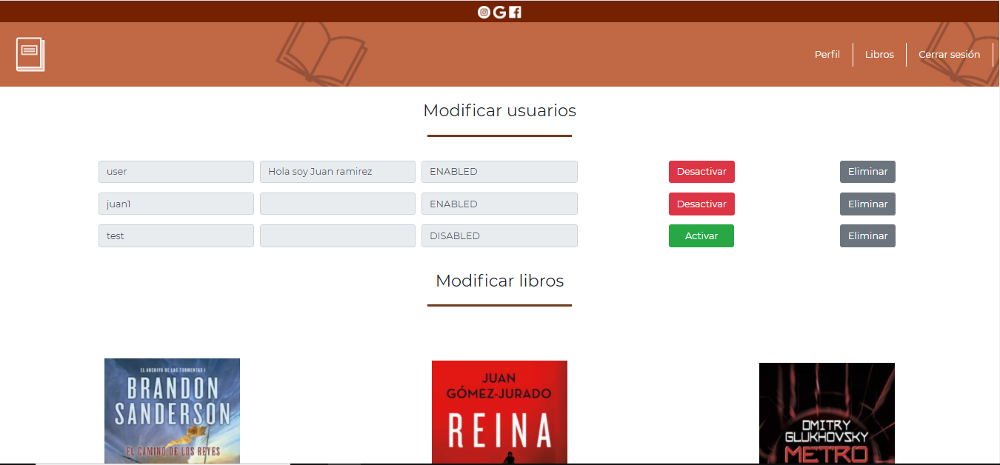 Perfil
Libros
Cerrar sesión
Modificar usuarios
user
Hola soy Juan ramirez
ENABLED
Desactivar
Eliminar
juan1
ENABLED
Desactivar
Eliminar
test
DISABLED
Activar
Eliminar
Modificar libros
EL ARCHIVO DE LAS TORMENTAS I
BRANDON
SANDERSON
EL CAMINO DE LOS REYES
JUAN
GÓMEZ-JURADO
REINA
DMITRY
GLUKHOVSKY
METRO